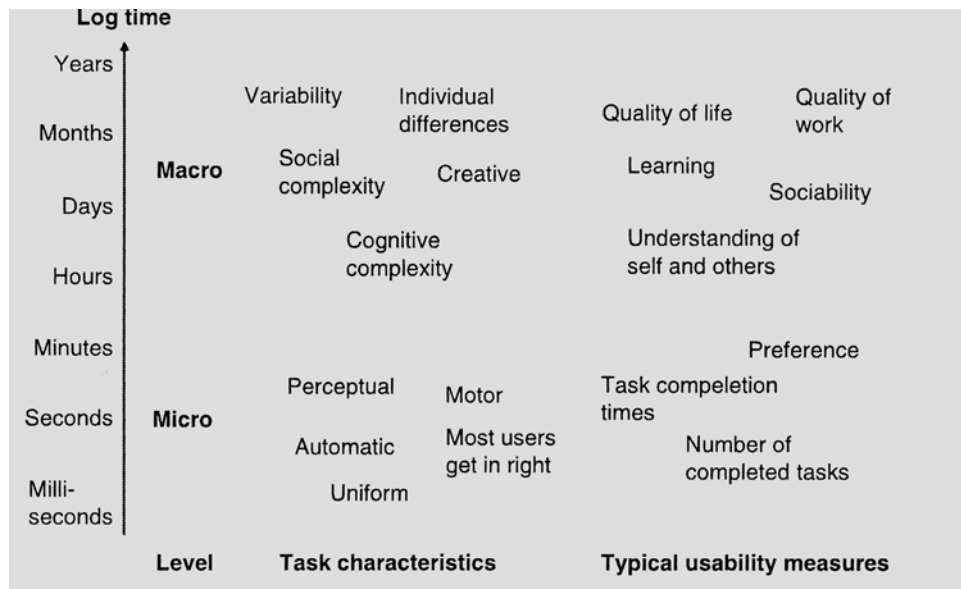 Log time
Years
Months
Days
Hours
Minutes
Seconds
Milli-
seconds
Macro
Micro
Level
Variability
Individual
differences
Social
complexity
Creative
Cognitive
complexity
Perceptual
Motor
Automatic
Most users
get in right
Uniform
Task characteristics
Quality of life
Quality of
work
Learning
Sociability
Understanding of
self and others
Preference
Task compeletion
times
Number of
completed tasks
Typical usability measures